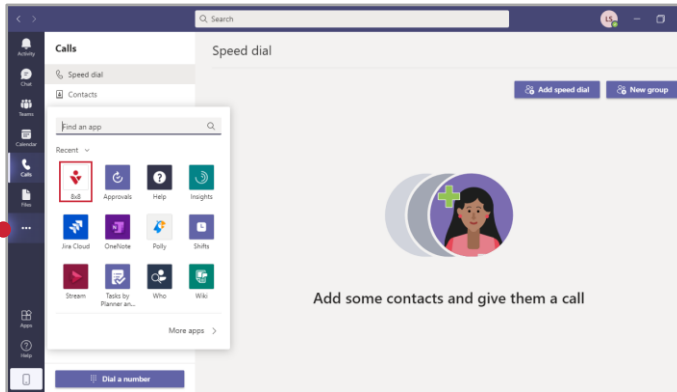 Search
LS
Activity
Chat
Teams
Calendar
Calls
Files
...
Apps
Help
Calls
Speed dial
Contacts
Find an app
Recent
8x8
Approvals
Help
Insights
Jira Cloud
OneNote
Polly
Shifts
Stream
Tasks by
Planner an...
Who
Wiki
More apps
Dial a number
Speed dial
Add speed dial
New group
Add some contacts and give them a call